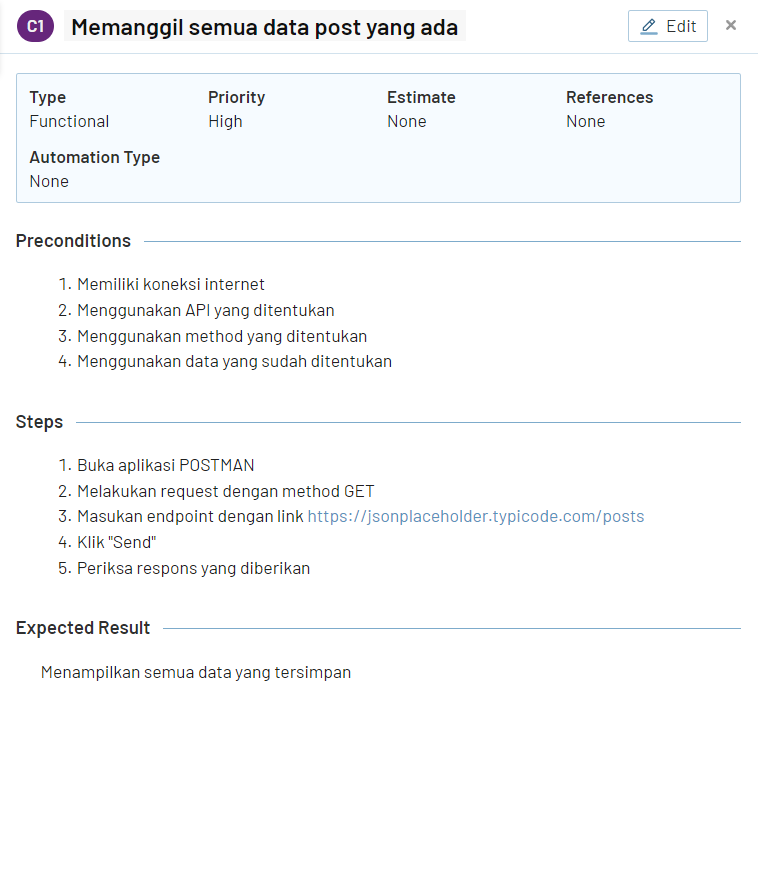 C1 Memanggil semua data post yang ada Edit ×
Type Priority Estimate References
Functional High None None
Automation Type
None
Preconditions
1. Memiliki koneksi internet
2. Menggunakan API yang ditentukan
3. Menggunakan method yang ditentukan
4. Menggunakan data yang sudah ditentukan
Steps
1. Buka aplikasi POSTMAN
2. Melakukan request dengan method GET
3. Masukan endpoint dengan link https://jsonplaceholder.typicode.com/posts
4. Klik "Send"
5. Periksa respons yang diberikan
Expected Result
Menampilkan semua data yang tersimpan